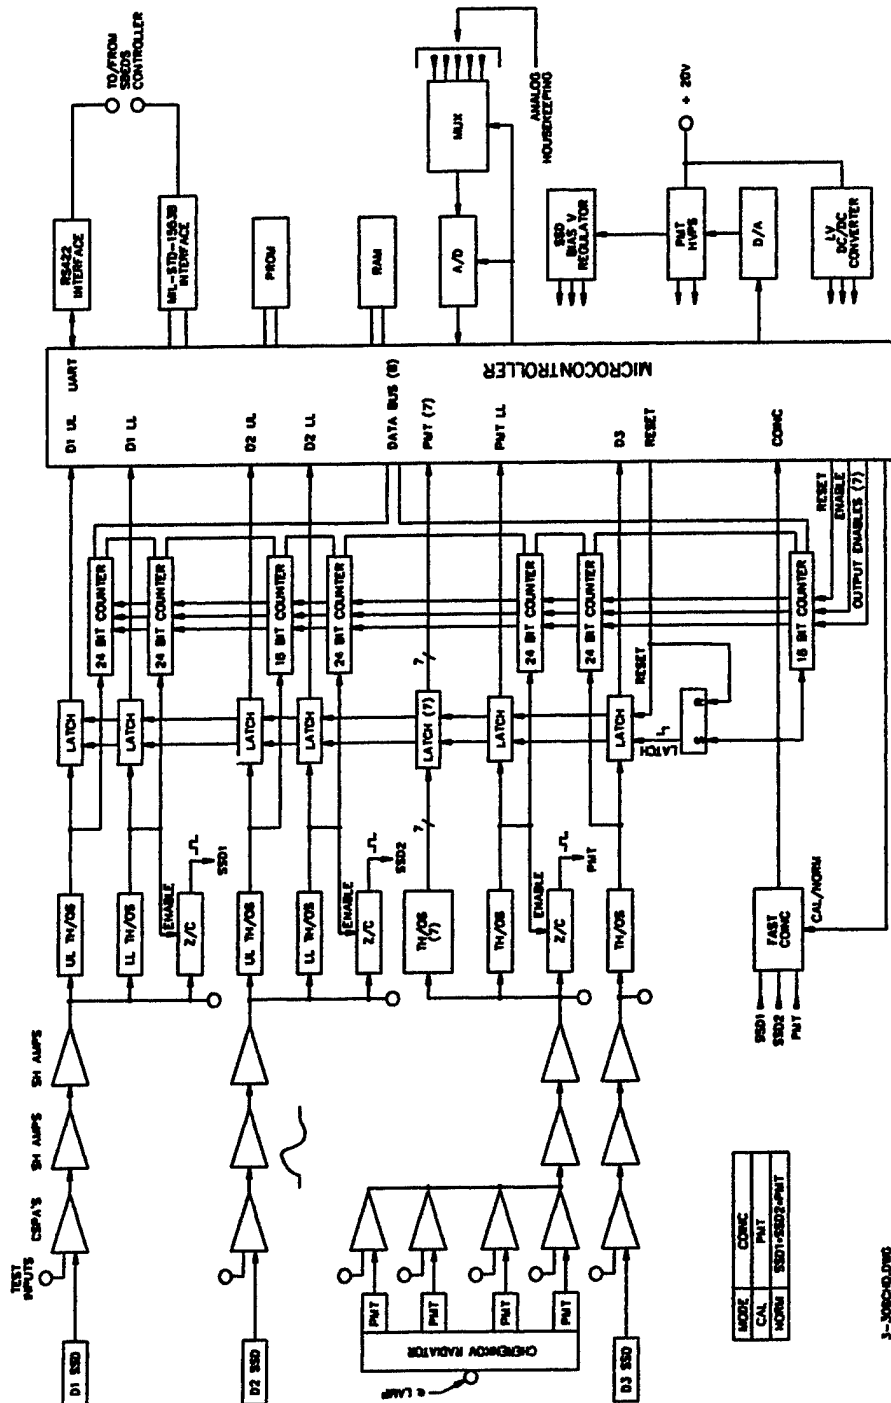 TEST
INPUTS
CSPA'S
SH AMPS
SH AMPS
D1 SSD
UL TH/OS
LATCH
D1 UL
UART
RS422
INTERFACE
TO/FROM
SBEDS
CONTROLLER
24 BIT COUNTER
LL TH/OS
LATCH
D1 LL
24 BIT COUNTER
ENABLE
Z/C
SSD1
MIL-STD-1553B
INTERFACE
D2 SSD
UL TH/OS
LATCH
D2 UL
16 BIT COUNTER
PROM
LL TH/OS
LATCH
D2 LL
24 BIT COUNTER
ENABLE
Z/C
SSD2
RAM
DATA BUS (8)
CHERENKOV RADIATOR
α LAMP
PMT
PMT
PMT
PMT
TH/OS
(7)
7
LATCH (7)
7
PMT (7)
A/D
MUX
ANALOG
HOUSEKEEPING
TH/OS
LATCH
PMT LL
24 BIT COUNTER
ENABLE
Z/C
PMT
24 BIT COUNTER
MICROCONTROLLER
SSD
BIAS V
REGULATOR
D3 SSD
TH/OS
LATCH
D3
RESET
RESET
LATCH
S
R
PMT
HVPS
+ 20V
D/A
SSD1
SSD2
PMT
FAST
COINC
CAL/NORM
COINC
16 BIT COUNTER
RESET
ENABLE
OUTPUT ENABLES (7)
LV
DC/DC
CONVERTER
MODE COINC
CAL PMT
NORM SSD1•SSD2•PMT